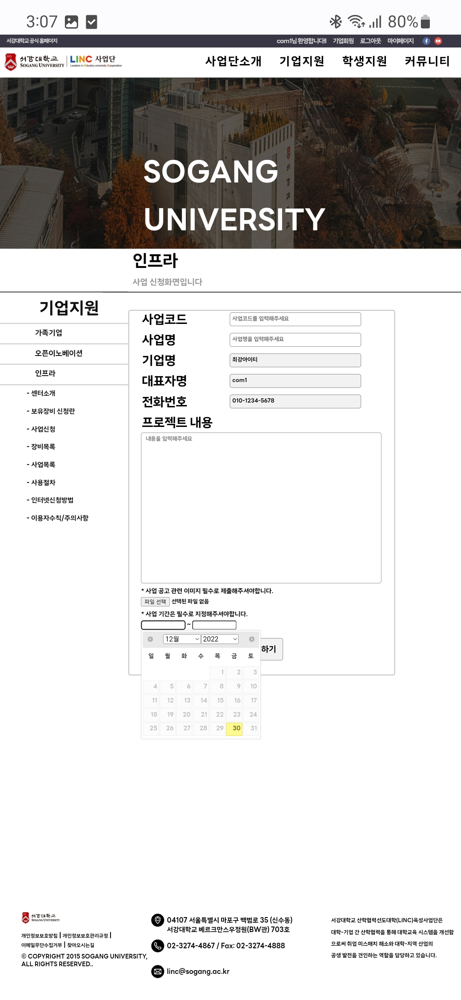 3:07 80%
서강대학교 공식 홈페이지 com1님 환영합니다!! 기업회원 로그아웃 마이페이지
IHS 서강대학교 SOGANG UNIVERSITY LINC 사업단 Leaders in INdustry-university Cooperation
사업단소개 기업지원 학생지원 커뮤니티
SOGANG
UNIVERSITY
인프라
사업 신청화면입니다
기업지원
가족기업
오픈이노베이션
인프라
- 센터소개
- 보유장비 신청란
- 사업신청
- 장비목록
- 사업목록
- 사용절차
- 인터넷신청방법
- 이용자수칙/주의사항
사업코드 사업코드를 입력해주세요
사업명 사업명을 입력해주세요
기업명 최강아이티
대표자명 com1
전화번호 010-1234-5678
프로젝트 내용
내용을 입력해주세요
* 사업 공고 관련 이미지 필수로 제출해주셔야합니다.
파일 선택 선택된 파일 없음
* 사업 기간은 필수로 지정해주셔야합니다.
~
12월 2022
하기
일 월 화 수 목 금 토
1 2 3
4 5 6 7 8 9 10
11 12 13 14 15 16 17
18 19 20 21 22 23 24
25 26 27 28 29 30 31
서강대학교 SOGANG UNIVERSITY
개인정보보호방침 | 개인정보보호관리규정 |
이메일무단수집거부 | 찾아오시는길
© COPYRIGHT 2015 SOGANG UNIVERSITY,
ALL RIGHTS RESERVED..
04107 서울특별시 마포구 백범로 35 (신수동)
서강대학교 베르크만스우정원(BW관) 703호
02-3274-4867 / Fax: 02-3274-4888
linc@sogang.ac.kr
서강대학교 산학협력선도대학(LINC)육성사업단은
대학-기업 간 산학협력을 통해 대학교육 시스템을 개선함
으로써 취업 미스매치 해소와 대학-지역 산업의
공생 발전을 견인하는 역할을 담당하고 있습니다.